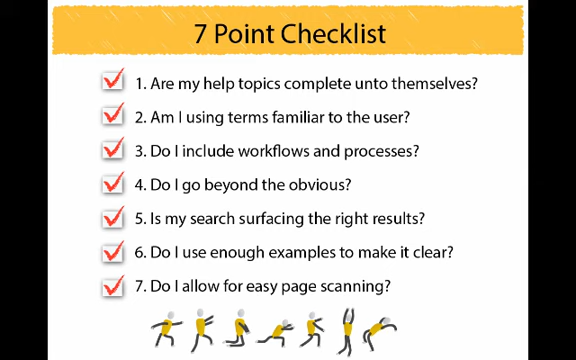 7 Point Checklist
1. Are my help topics complete unto themselves?
2. Am I using terms familiar to the user?
3. Do I include workflows and processes?
4. Do I go beyond the obvious?
5. Is my search surfacing the right results?
6. Do I use enough examples to make it clear?
7. Do I allow for easy page scanning?